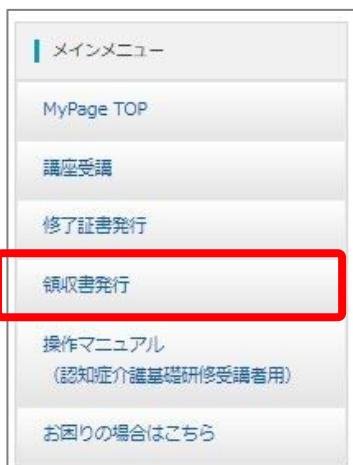 メインメニュー
MyPage TOP
講座受講
修了証書発行
領収書発行
操作マニュアル
（認知症介護基礎研修受講者用）
お困りの場合はこちら